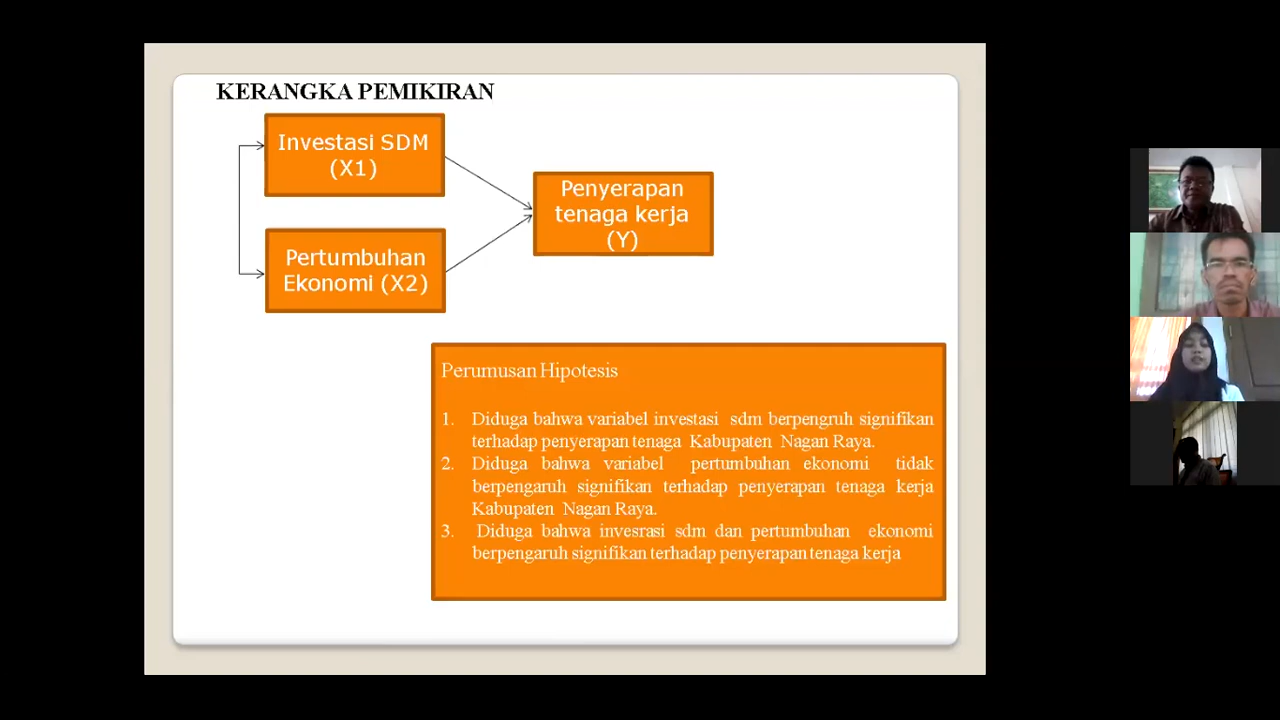 KERANGKA PEMIKIRAN
Investasi SDM
(X1)
Pertumbuhan
Ekonomi (X2)
Penyerapan
tenaga kerja
(Y)
Perumusan Hipotesis
1. Diduga bahwa variabel investasi sdm berpengruh signifikan
terhadap penyerapan tenaga Kabupaten Nagan Raya.
2. Diduga bahwa variabel pertumbuhan ekonomi tidak
berpengaruh signifikan terhadap penyerapan tenaga kerja
Kabupaten Nagan Raya.
3. Diduga bahwa invesrasi sdm dan pertumbuhan ekonomi
berpengaruh signifikan terhadap penyerapan tenaga kerja